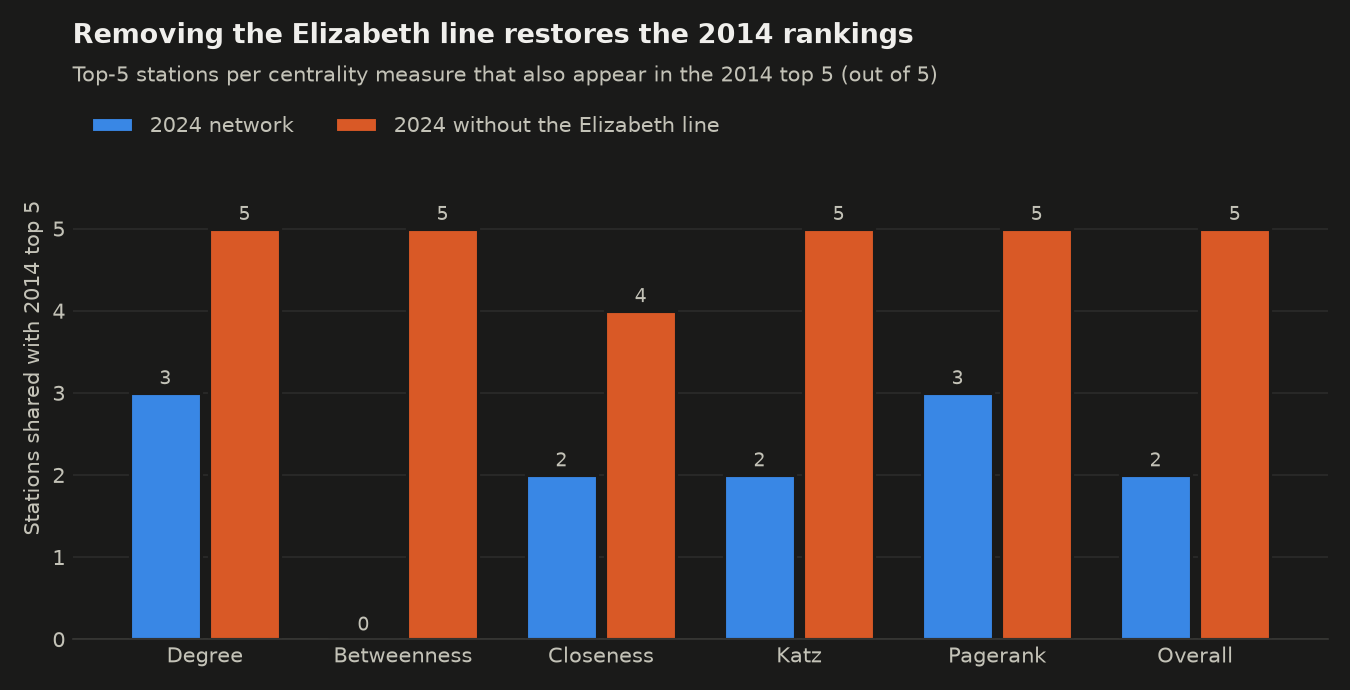 Removing the Elizabeth line restores the 2014 rankings
Top-5 stations per centrality measure that also appear in the 2014 top 5 (out of 5)
2024 network
2024 without the Elizabeth line
Stations shared with 2014 top 5
5
4
3
2
1
0
3
5
0
5
2
4
2
5
3
5
2
5
Degree
Betweenness
Closeness
Katz
Pagerank
Overall